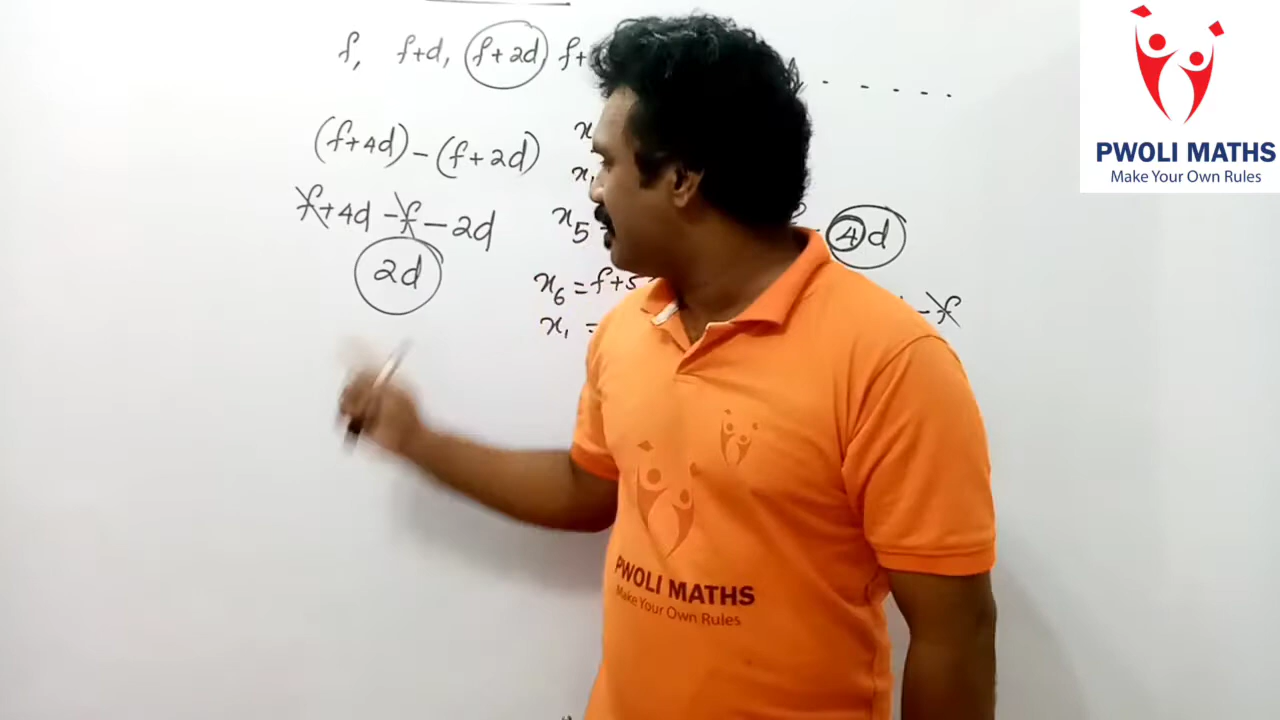 f, f+d, f+2d, f+ . . . . .
(f+4d) - (f+2d)
f+4d - f - 2d
2d
x
x₁
x₅ - 4d
x₆ = f+5 - f
x₁ =
PWOLI MATHS
Make Your Own Rules
PWOLI MATHS
Make Your Own Rules